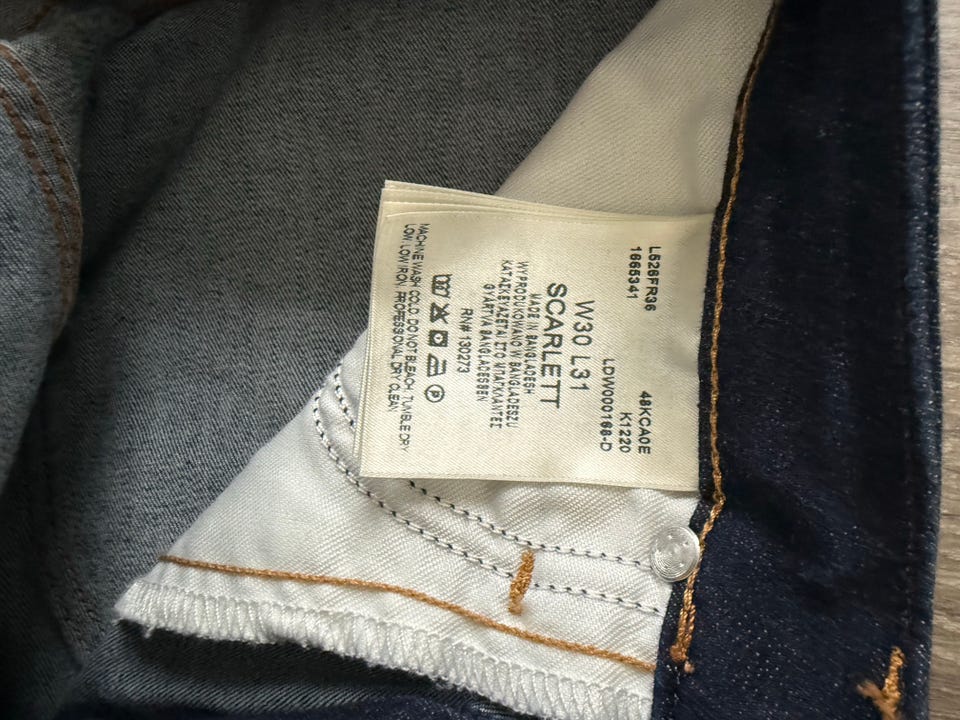 L526FR36 48KCA0E
1665341 K1220
LDW000168-D
W30 L31
SCARLETT
MADE IN BANGLADESH
WYPRODUKOWANO W BANGLADESZU
ΚΑΤΑΣΚΕΥΑΖΕΤΑΙ ΣΤΟ ΜΠΑΓΚΛΑΝΤΕΣ
GYÁRTVA BANGLADESBEN
RN# 130273
MACHINE WASH COLD, DO NOT BLEACH, TUMBLE DRY
LOW, LOW IRON, PROFESSIONAL DRY CLEAN